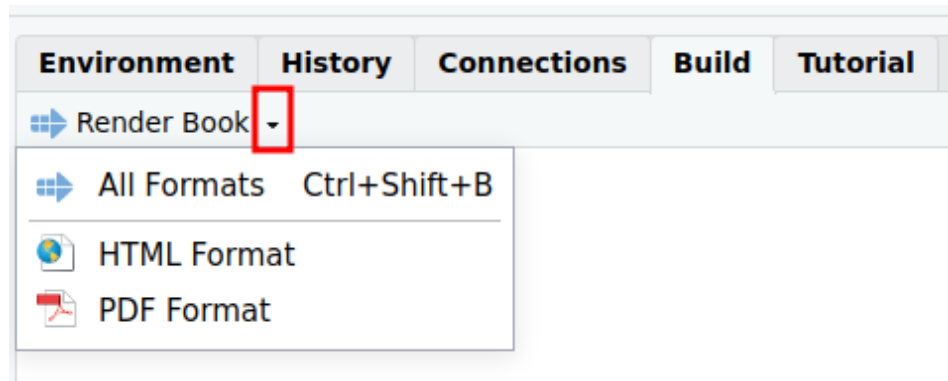 Environment History Connections Build Tutorial
Render Book
All Formats Ctrl+Shift+B
HTML Format
PDF Format